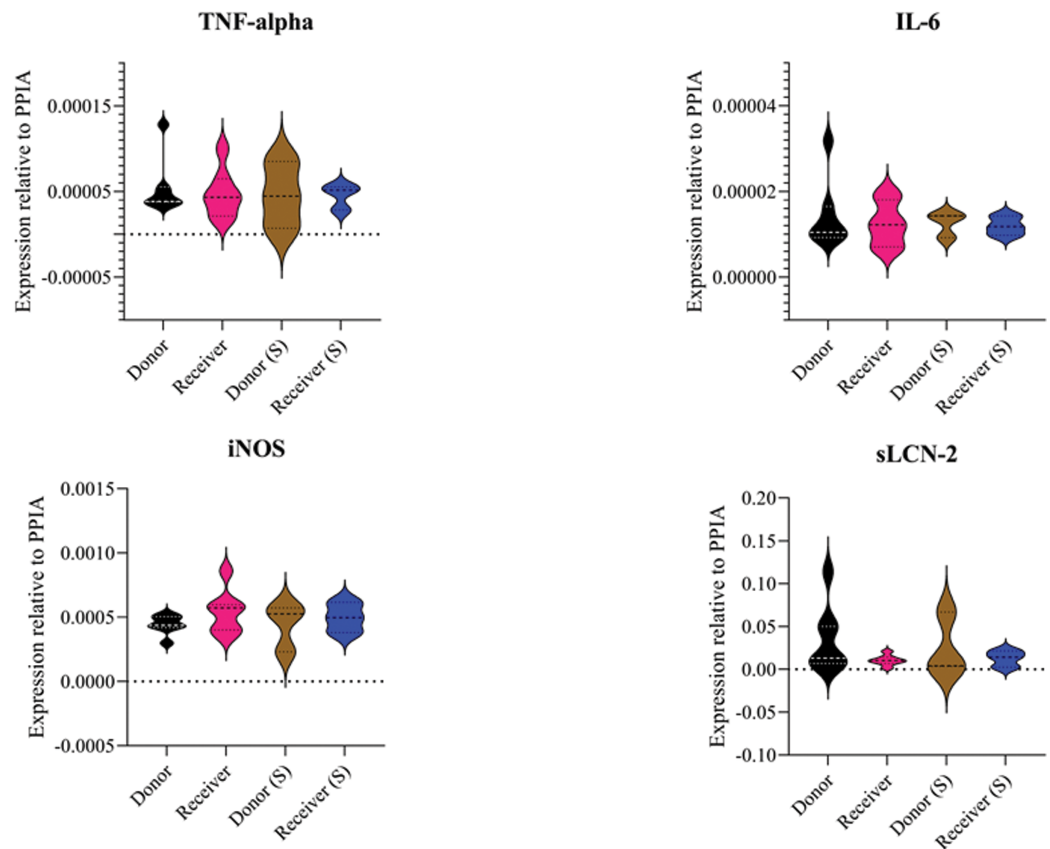 TNF-alpha
Expression relative to PPIA
0.00015
0.00005
-0.00005
Donor
Receiver
Donor (S)
Receiver (S)
IL-6
Expression relative to PPIA
0.00004
0.00002
0.00000
Donor
Receiver
Donor (S)
Receiver (S)
iNOS
Expression relative to PPIA
0.0015
0.0010
0.0005
0.0000
-0.0005
Donor
Receiver
Donor (S)
Receiver (S)
sLCN-2
Expression relative to PPIA
0.20
0.15
0.10
0.05
0.00
-0.05
-0.10
Donor
Receiver
Donor (S)
Receiver (S)